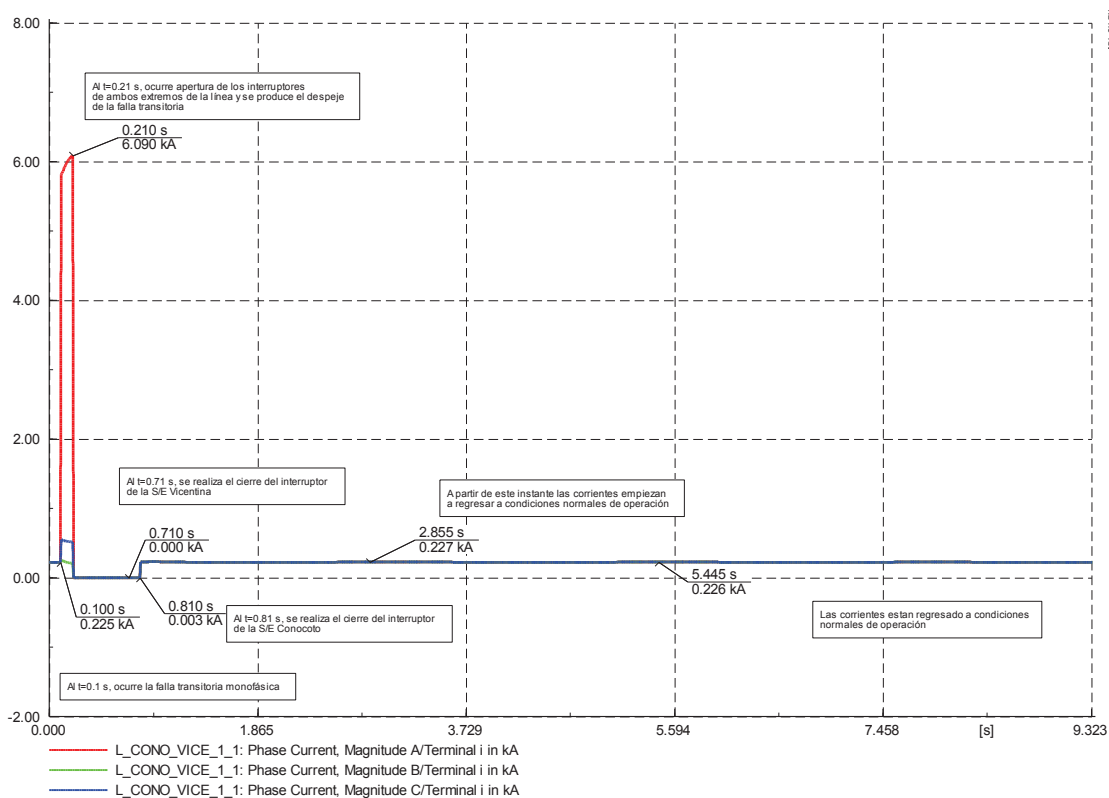 8.00
Al t=0.21 s, ocurre apertura de los interruptores
de ambos extremos de la línea y se produce el despeje
de la falla transitoria
0.210 s
6.090 kA
6.00
4.00
2.00
Al t=0.71 s, se realiza el cierre del interruptor
de la S/E Vicentina
A partir de este instante las corrientes empiezan
a regresar a condiciones normales de operación
0.710 s
0.000 kA
2.855 s
0.227 kA
0.00
0.100 s
0.225 kA
0.810 s
0.003 kA
Al t=0.81 s, se realiza el cierre del interruptor
de la S/E Conocoto
5.445 s
0.226 kA
Las corrientes estan regresado a condiciones
normales de operación
Al t=0.1 s, ocurre la falla transitoria monofásica
-2.00
0.000
1.865
3.729
5.594
7.458
[s]
9.323
L_CONO_VICE_1_1: Phase Current, Magnitude A/Terminal i in kA
L_CONO_VICE_1_1: Phase Current, Magnitude B/Terminal i in kA
L_CONO_VICE_1_1: Phase Current, Magnitude C/Terminal i in kA